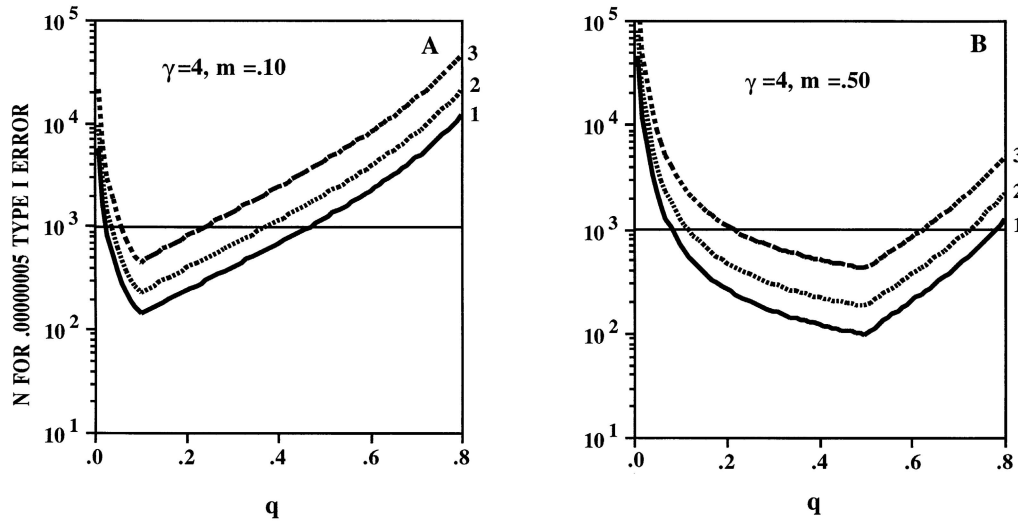 A
γ=4, m =.10
N FOR .00000005 TYPE I ERROR
10^5
10^4
10^3
10^2
10^1
3
2
1
.0 .2 .4 .6 .8
q
B
γ=4, m =.50
10^5
10^4
10^3
10^2
10^1
3
2
1
.0 .2 .4 .6 .8
q